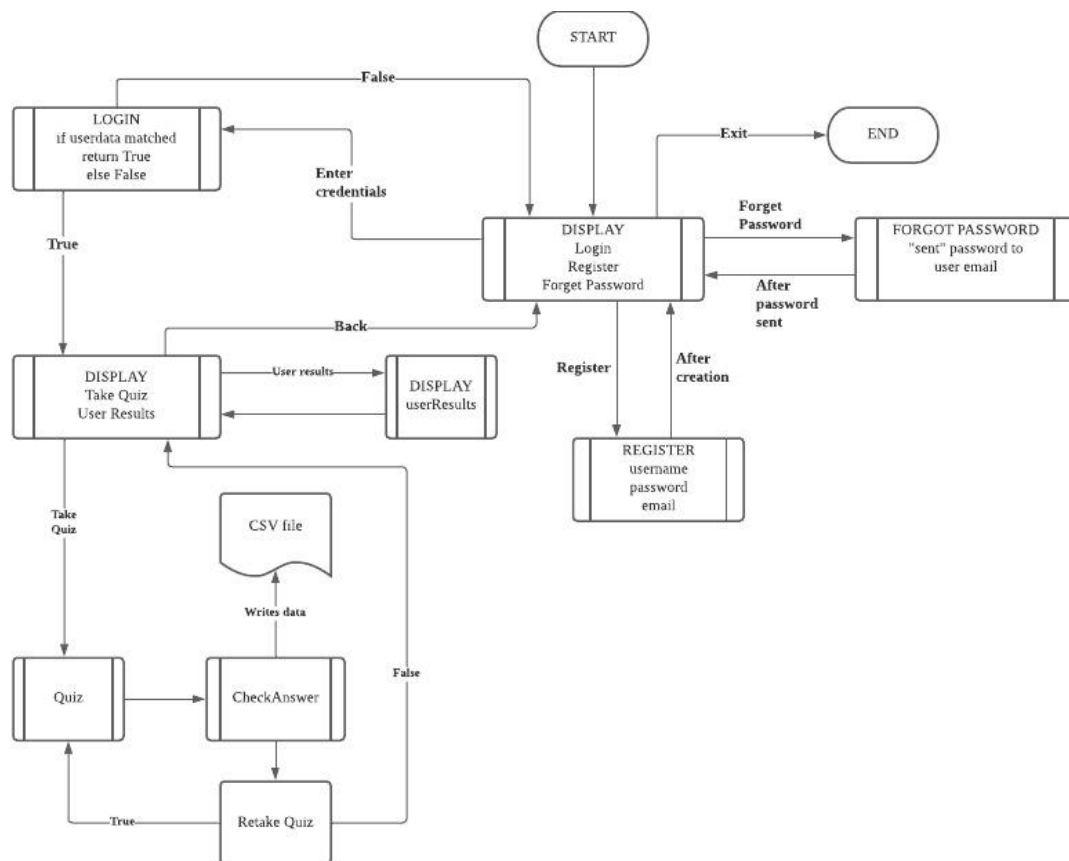 START
False
LOGIN
if userdata matched
return True
else False
Exit
END
Enter
credentials
Forget
Password
True
DISPLAY
Login
Register
Forget Password
FORGOT PASSWORD
"sent" password to
user email
After
password
sent
Back
Register
After
creation
DISPLAY
Take Quiz
User Results
User results
DISPLAY
userResults
REGISTER
username
password
email
Take
Quiz
CSV file
Writes data
False
Quiz
CheckAnswer
True
Retake Quiz